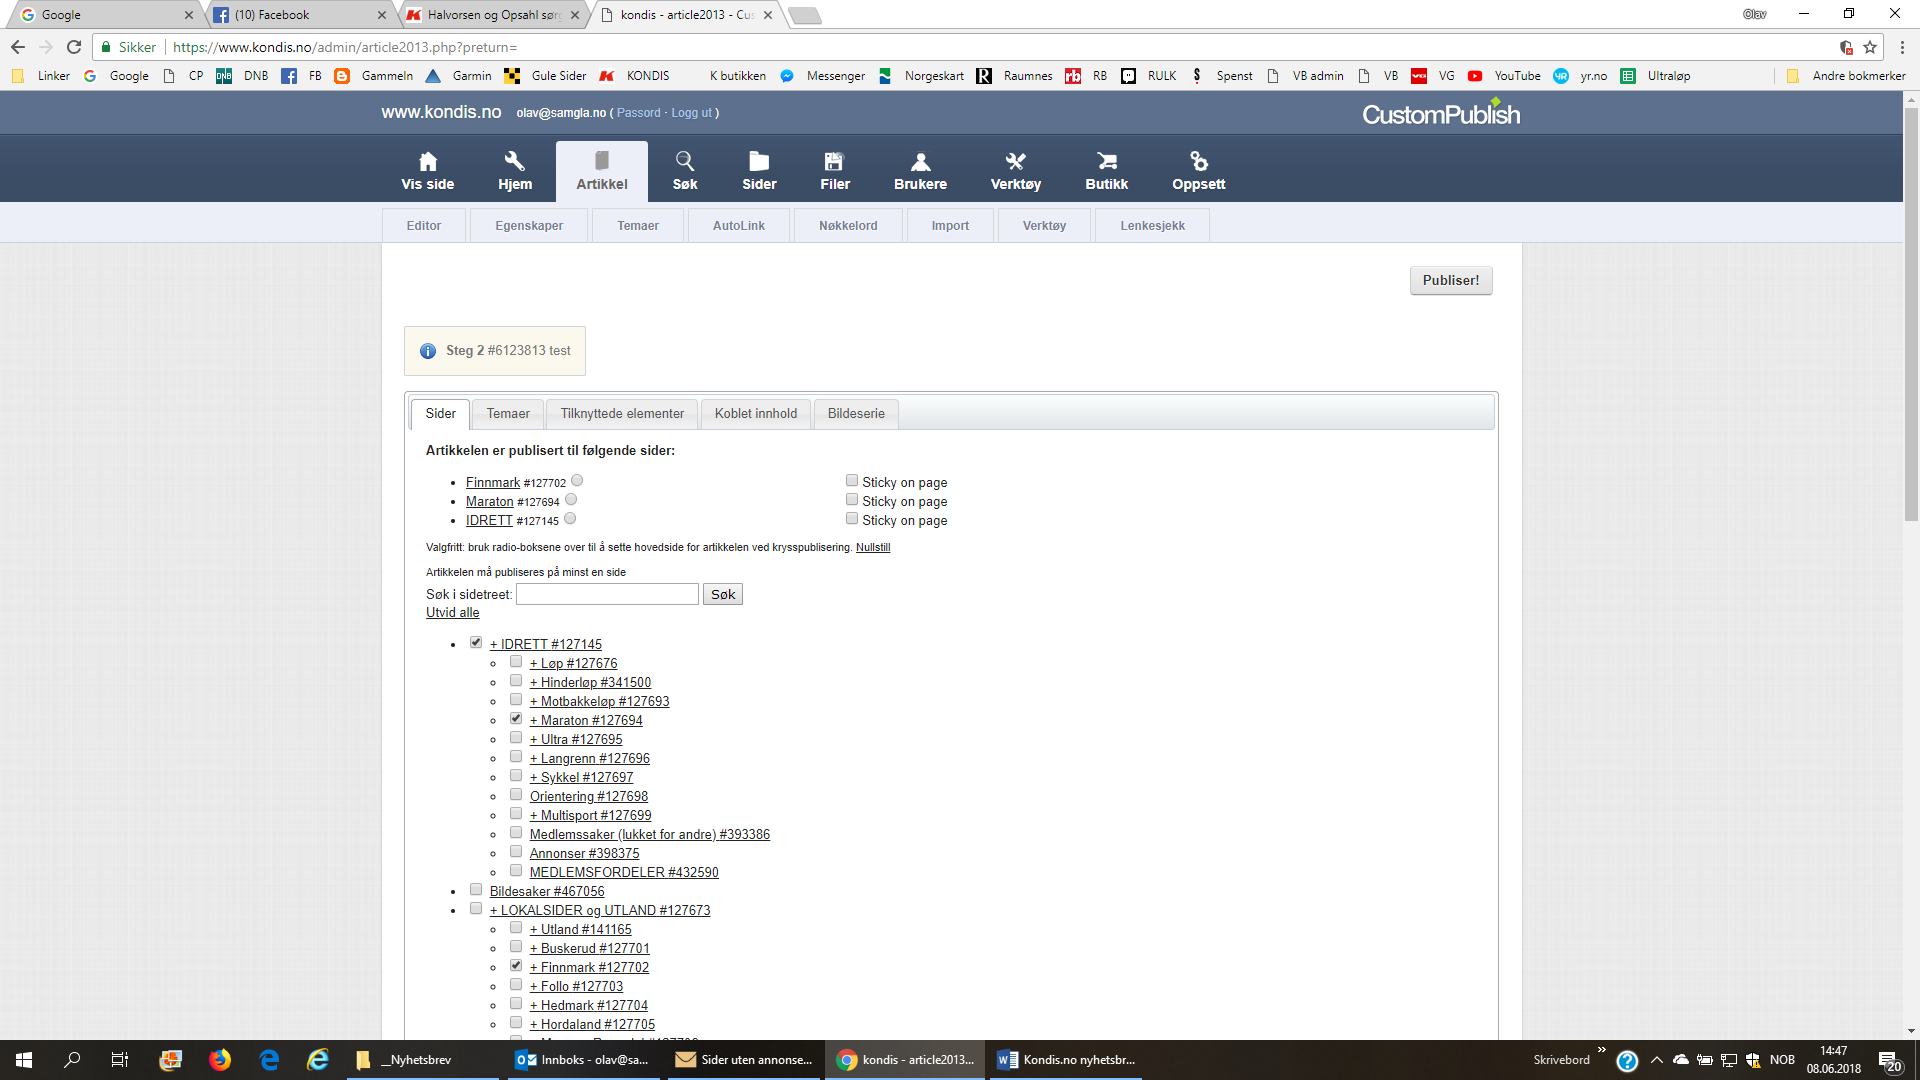 Google
(10) Facebook
Halvorsen og Opsahl sør
kondis - article2013 - Cus
Olav
Sikker https://www.kondis.no/admin/article2013.php?preturn=
Linker Google CP DNB FB Gammeln Garmin Gule Sider KONDIS K butikken Messenger Norgeskart Raumnes RB RULK Spenst VB admin VB VG YouTube yr.no Ultraløp Andre bokmerker
www.kondis.no olav@samgla.no ( Passord - Logg ut )
CustomPublish
Vis side Hjem Artikkel Søk Sider Filer Brukere Verktøy Butikk Oppsett
Editor Egenskaper Temaer AutoLink Nøkkelord Import Verktøy Lenkesjekk
Publiser!
Steg 2 #6123813 test
Sider Temaer Tilknyttede elementer Koblet innhold Bildeserie
Artikkelen er publisert til følgende sider:
Finnmark #127702 Sticky on page
Maraton #127694 Sticky on page
IDRETT #127145 Sticky on page
Valgfritt: bruk radio-boksene over til å sette hovedside for artikkelen ved krysspublisering. Nullstill
Artikkelen må publiseres på minst en side
Søk i sidetreet: Søk
Utvid alle
+ IDRETT #127145
+ Løp #127676
+ Hinderløp #341500
+ Motbakkeløp #127693
+ Maraton #127694
+ Ultra #127695
+ Langrenn #127696
+ Sykkel #127697
Orientering #127698
+ Multisport #127699
Medlemssaker (lukket for andre) #393386
Annonser #398375
MEDLEMSFORDELER #432590
Bildesaker #467056
+ LOKALSIDER og UTLAND #127673
+ Utland #141165
+ Buskerud #127701
+ Finnmark #127702
+ Follo #127703
+ Hedmark #127704
+ Hordaland #127705
__Nyhetsbrev Innboks - olav@sa... Sider uten annonse... kondis - article2013... Kondis.no nyhetsbr... Skrivebord » NOB 14:47
08.06.2018 20